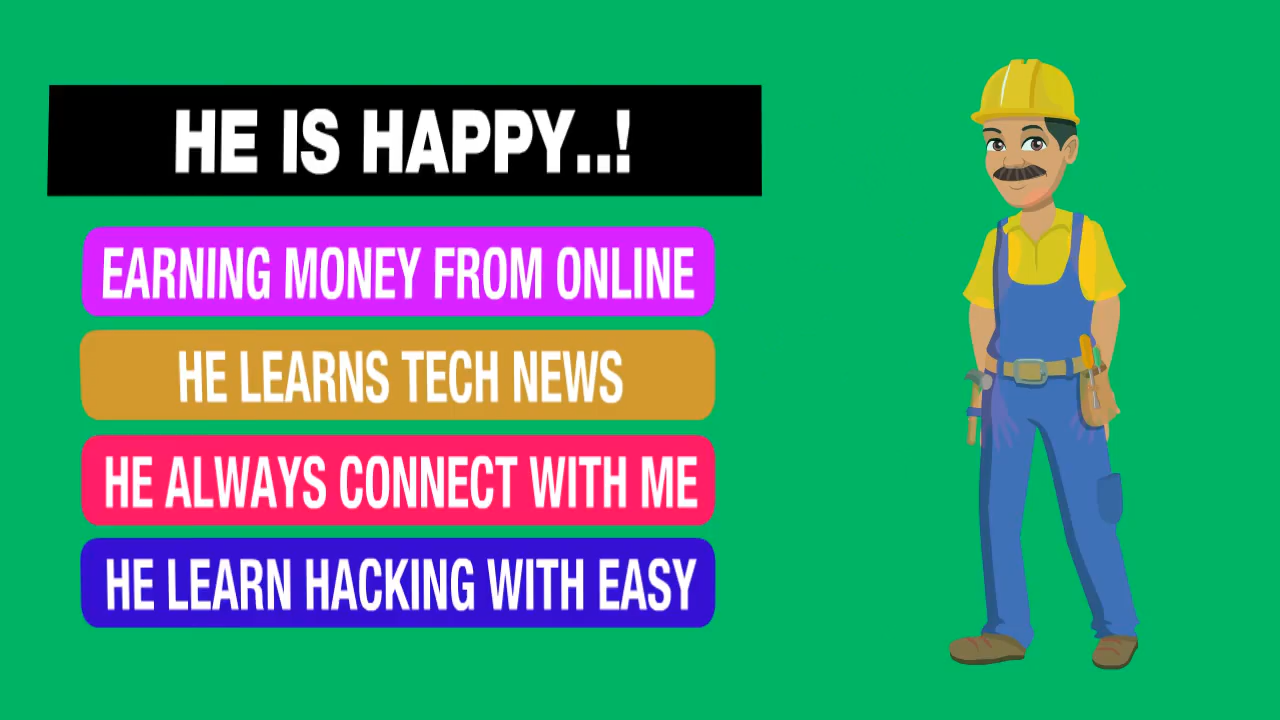 HE IS HAPPY..!
EARNING MONEY FROM ONLINE
HE LEARNS TECH NEWS
HE ALWAYS CONNECT WITH ME
HE LEARN HACKING WITH EASY